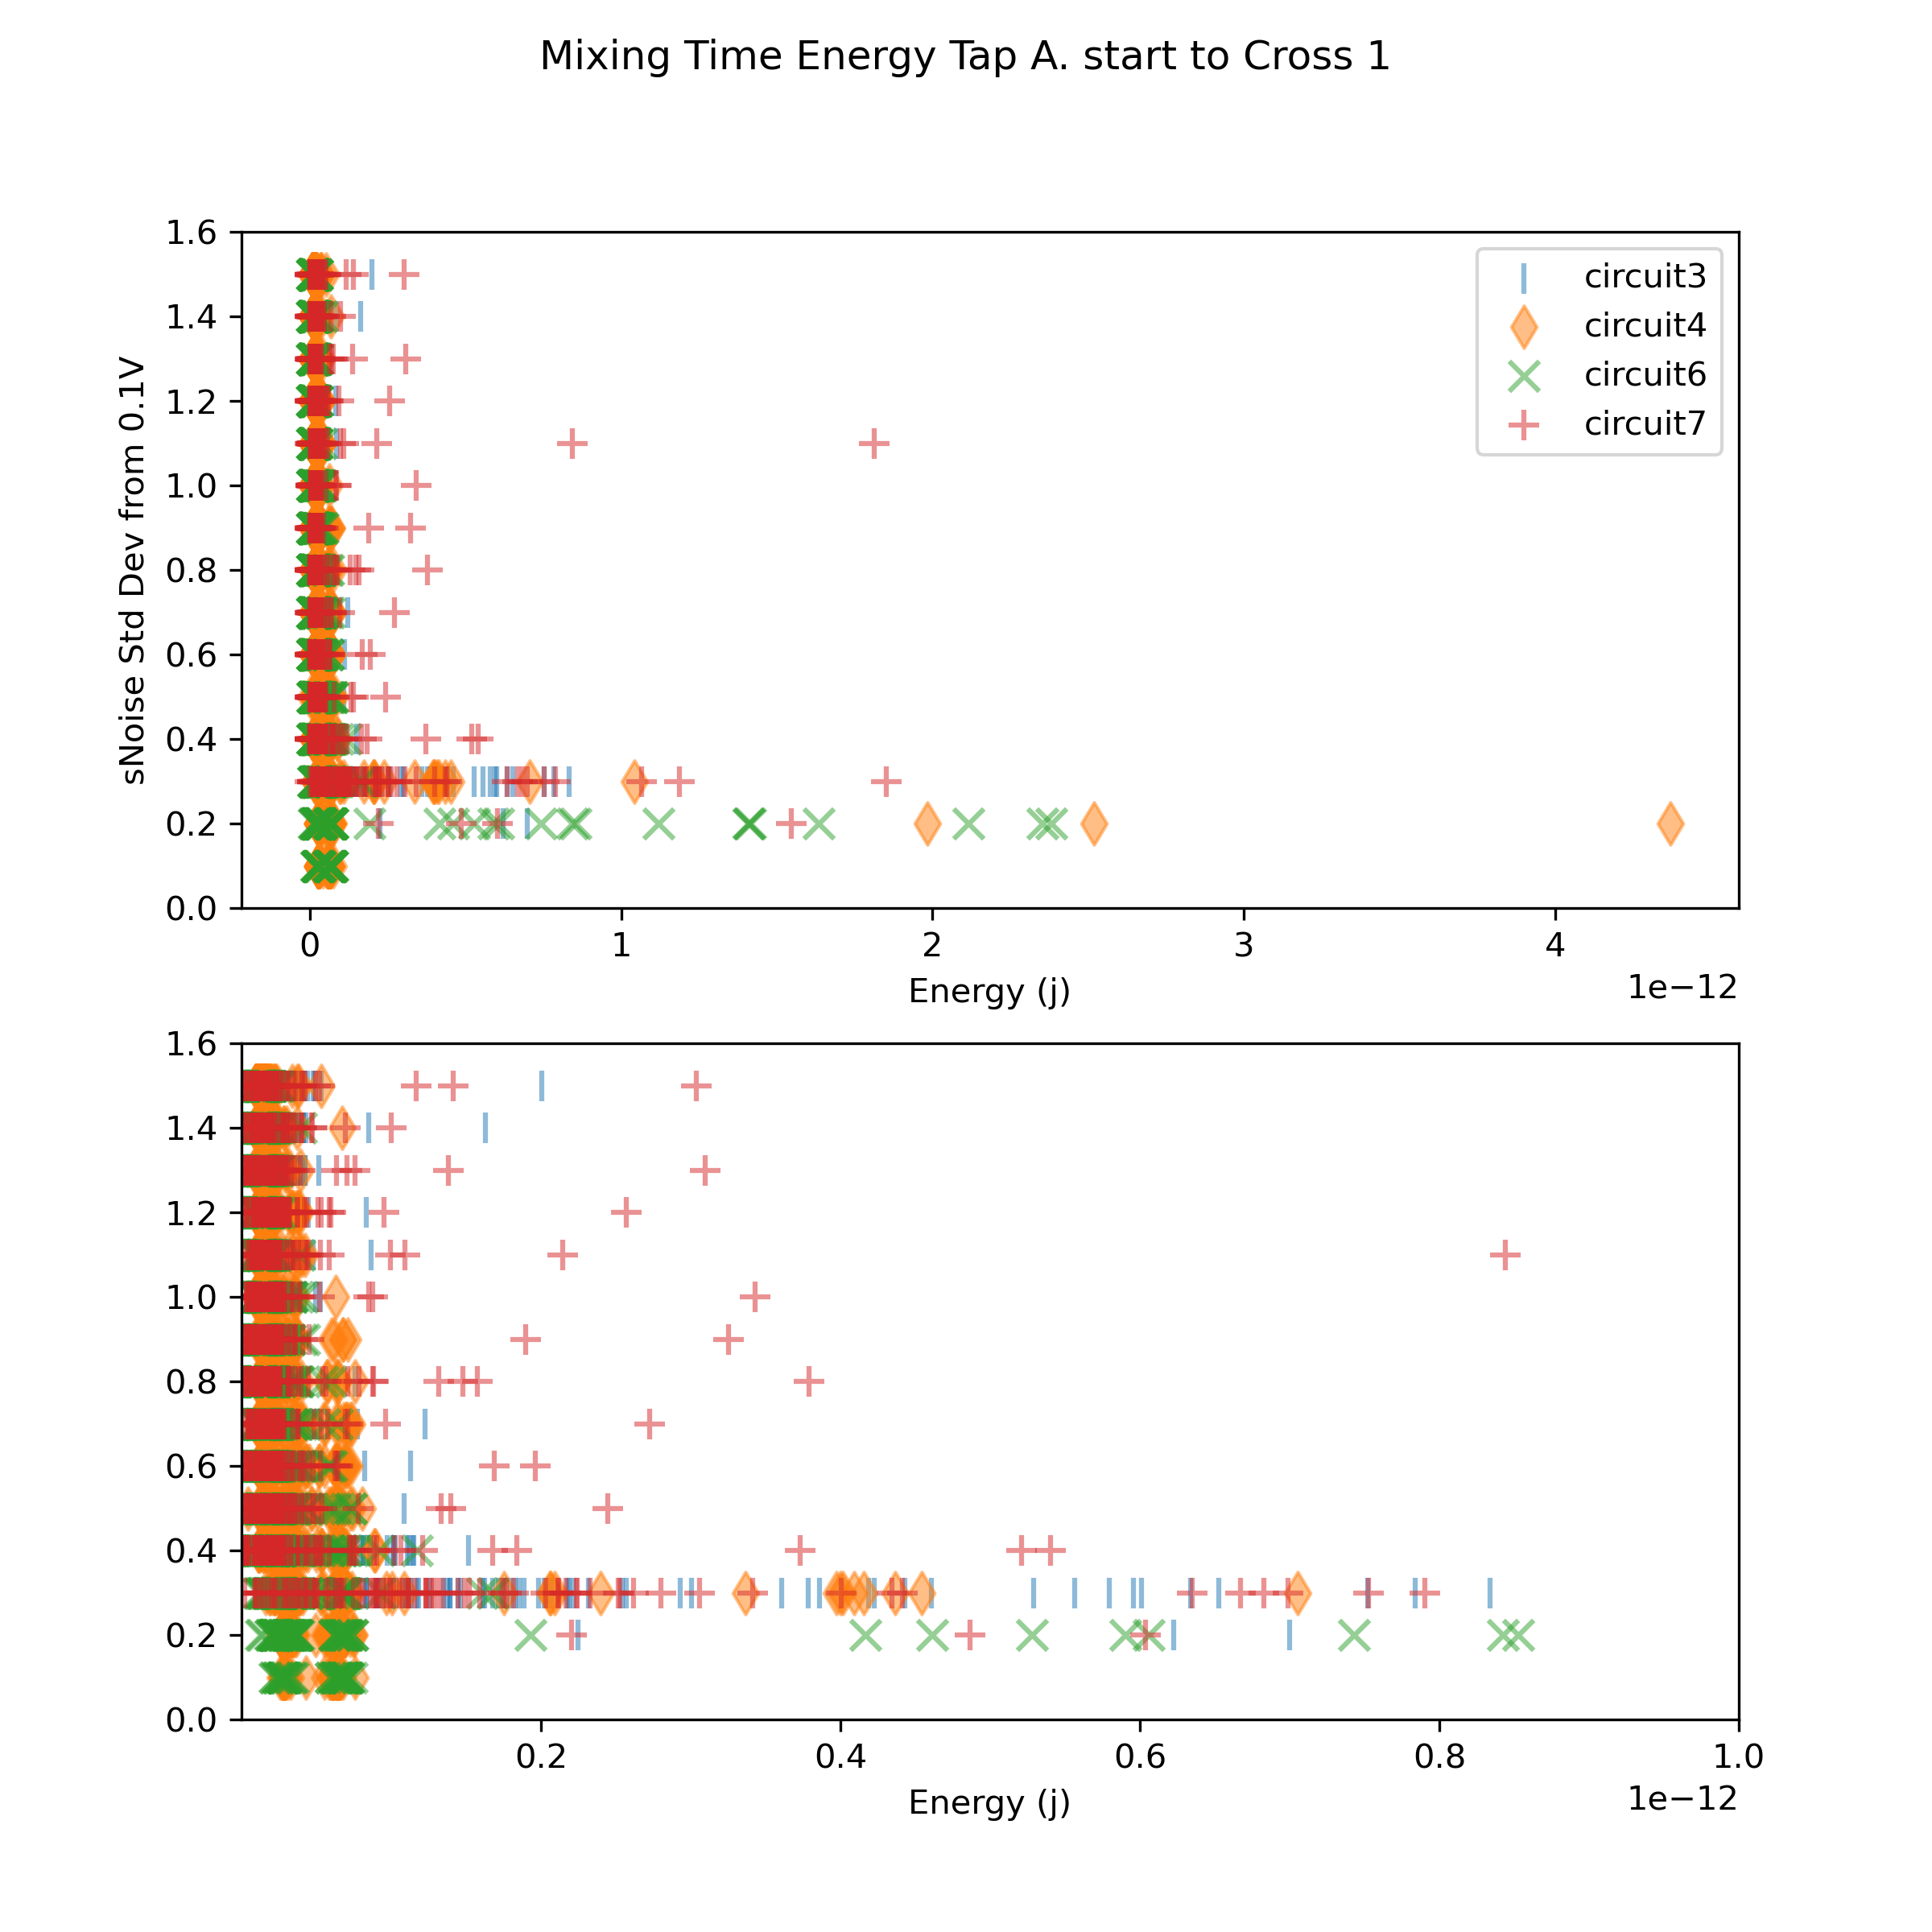 Mixing Time Energy Tap A. start to Cross 1
1.6
1.4
1.2
1.0
0.8
0.6
0.4
0.2
0.0
sNoise Std Dev from 0.1V
circuit3
circuit4
circuit6
circuit7
0 1 2 3 4
1e−12
Energy (j)
1.6
1.4
1.2
1.0
0.8
0.6
0.4
0.2
0.0
0.2 0.4 0.6 0.8 1.0
1e−12
Energy (j)